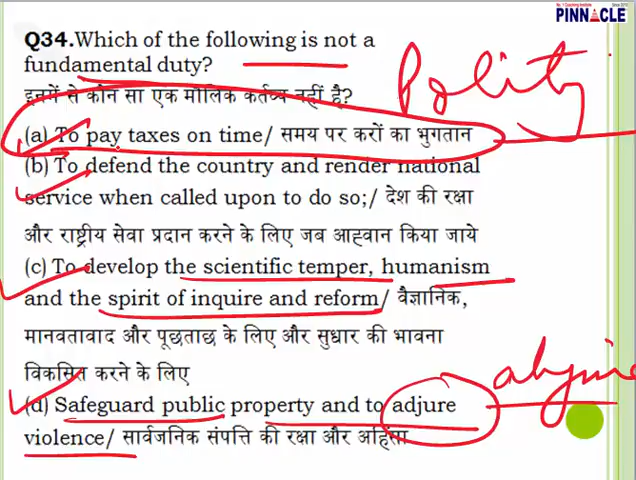 No. 1 Coaching Institute Since 2010
PINNACLE
Q34.Which of the following is not a
fundamental duty?
इनमें से कौन सा एक मौलिक कर्तव्य नहीं है?
Polity
(a) To pay taxes on time/ समय पर करों का भुगतान
(b) To defend the country and render national
service when called upon to do so;/ देश की रक्षा
और राष्ट्रीय सेवा प्रदान करने के लिए जब आह्वान किया जाये
(c) To develop the scientific temper, humanism
and the spirit of inquire and reform/ वैज्ञानिक,
मानवतावाद और पूछताछ के लिए और सुधार की भावना
विकसित करने के लिए
(d) Safeguard public property and to adjure
violence/ सार्वजनिक संपत्ति की रक्षा और अहिंसा